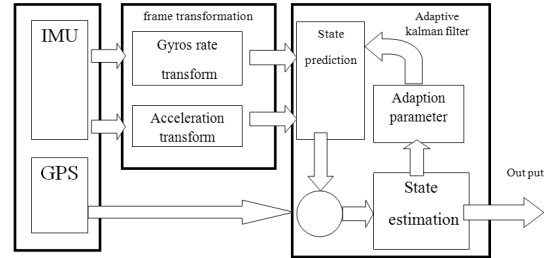 IMU
GPS
frame transformation
Gyros rate
transform
Acceleration
transform
Adaptive
kalman filter
State
prediction
Adaption
parameter
State
estimation
Out put